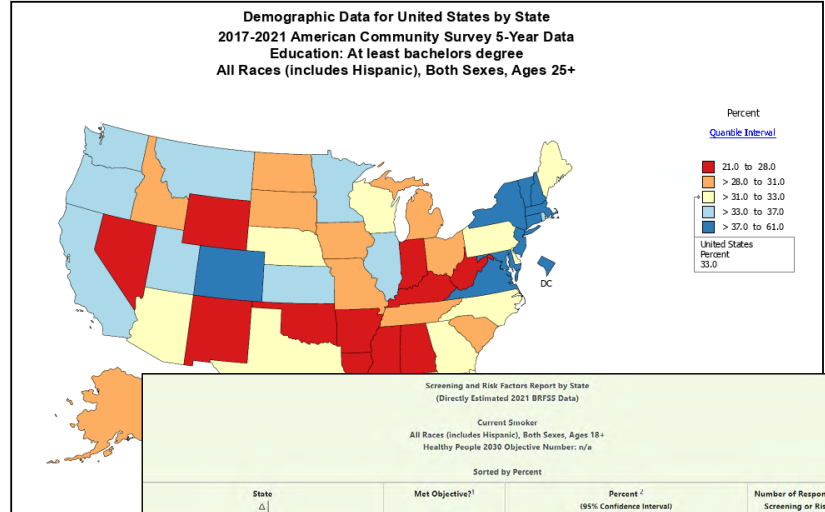 Demographic Data for United States by State
2017-2021 American Community Survey 5-Year Data
Education: At least bachelors degree
All Races (includes Hispanic), Both Sexes, Ages 25+
Percent
Quantile Interval
21.0 to 28.0
> 28.0 to 31.0
> 31.0 to 33.0
> 33.0 to 37.0
> 37.0 to 61.0
United States
Percent
33.0
DC
Screening and Risk Factors Report by State
(Directly Estimated 2021 BRFSS Data)
Current Smoker
All Races (includes Hispanic), Both Sexes, Ages 18+
Healthy People 2030 Objective Number: n/a
Sorted by Percent
State Met Objective?¹ Percent ² Number of Respon
(95% Confidence Interval) Screening or Ris